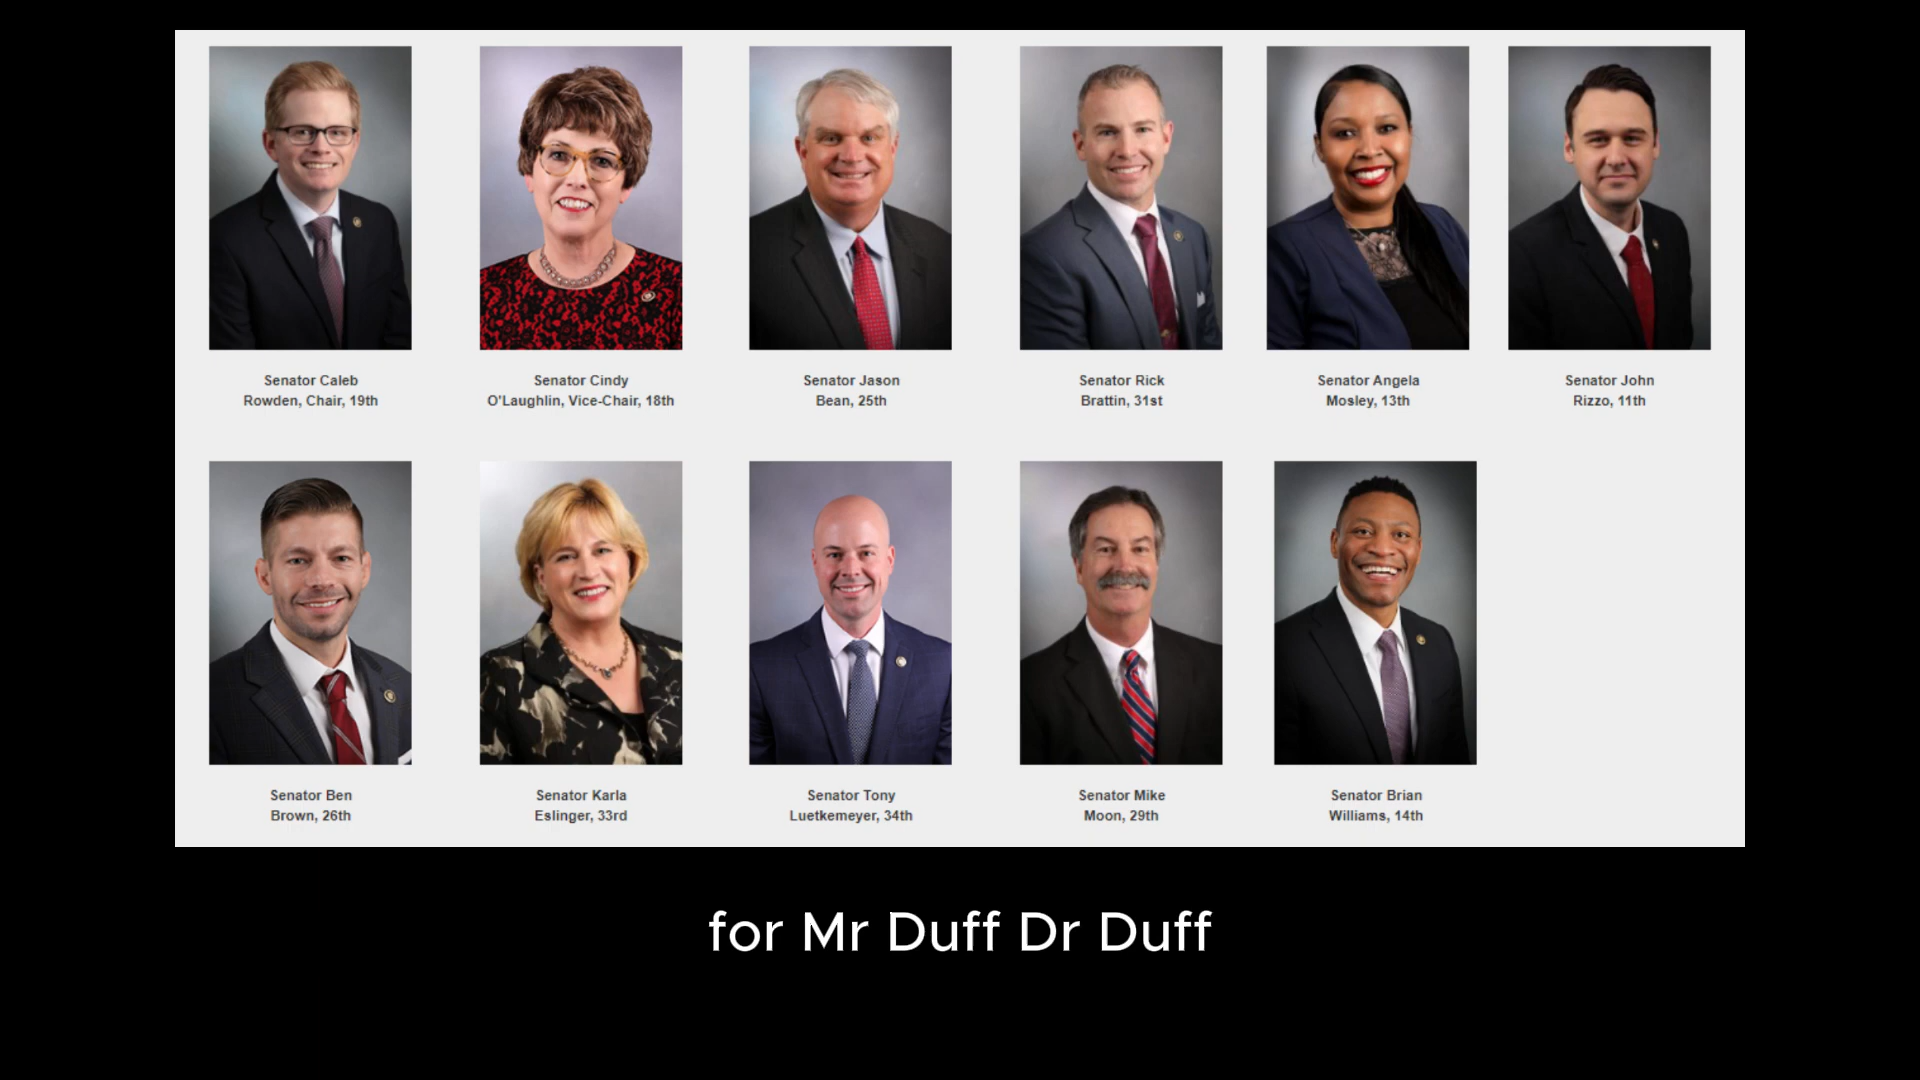 Senator Caleb
Rowden, Chair, 19th
Senator Cindy
O'Laughlin, Vice-Chair, 18th
Senator Jason
Bean, 25th
Senator Rick
Brattin, 31st
Senator Angela
Mosley, 13th
Senator John
Rizzo, 11th
Senator Ben
Brown, 26th
Senator Karla
Eslinger, 33rd
Senator Tony
Luetkemeyer, 34th
Senator Mike
Moon, 29th
Senator Brian
Williams, 14th
for Mr Duff Dr Duff